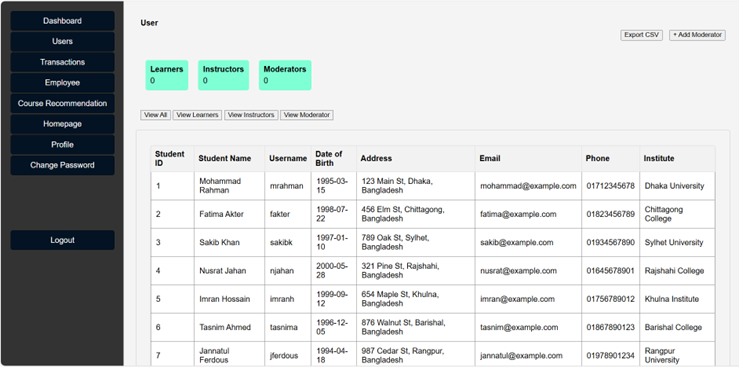 Dashboard
Users
Transactions
Employee
Course Recommendation
Homepage
Profile
Change Password
Logout
User
Export CSV
+ Add Moderator
Learners
0
Instructors
0
Moderators
0
View All
View Learners
View Instructors
View Moderator
Student ID Student Name Username Date of Birth Address Email Phone Institute
1 Mohammad Rahman mrahman 1995-03-15 123 Main St, Dhaka, Bangladesh mohammad@example.com 01712345678 Dhaka University
2 Fatima Akter fakter 1998-07-22 456 Elm St, Chittagong, Bangladesh fatima@example.com 01823456789 Chittagong College
3 Sakib Khan sakibk 1997-01-10 789 Oak St, Sylhet, Bangladesh sakib@example.com 01934567890 Sylhet University
4 Nusrat Jahan njahan 2000-05-28 321 Pine St, Rajshahi, Bangladesh nusrat@example.com 01645678901 Rajshahi College
5 Imran Hossain imranh 1999-09-12 654 Maple St, Khulna, Bangladesh imran@example.com 01756789012 Khulna Institute
6 Tasnim Ahmed tasnima 1996-12-05 876 Walnut St, Barishal, Bangladesh tasnim@example.com 01867890123 Barishal College
7 Jannatul Ferdous jferdous 1994-04-18 987 Cedar St, Rangpur, Bangladesh jannatul@example.com 01978901234 Rangpur University